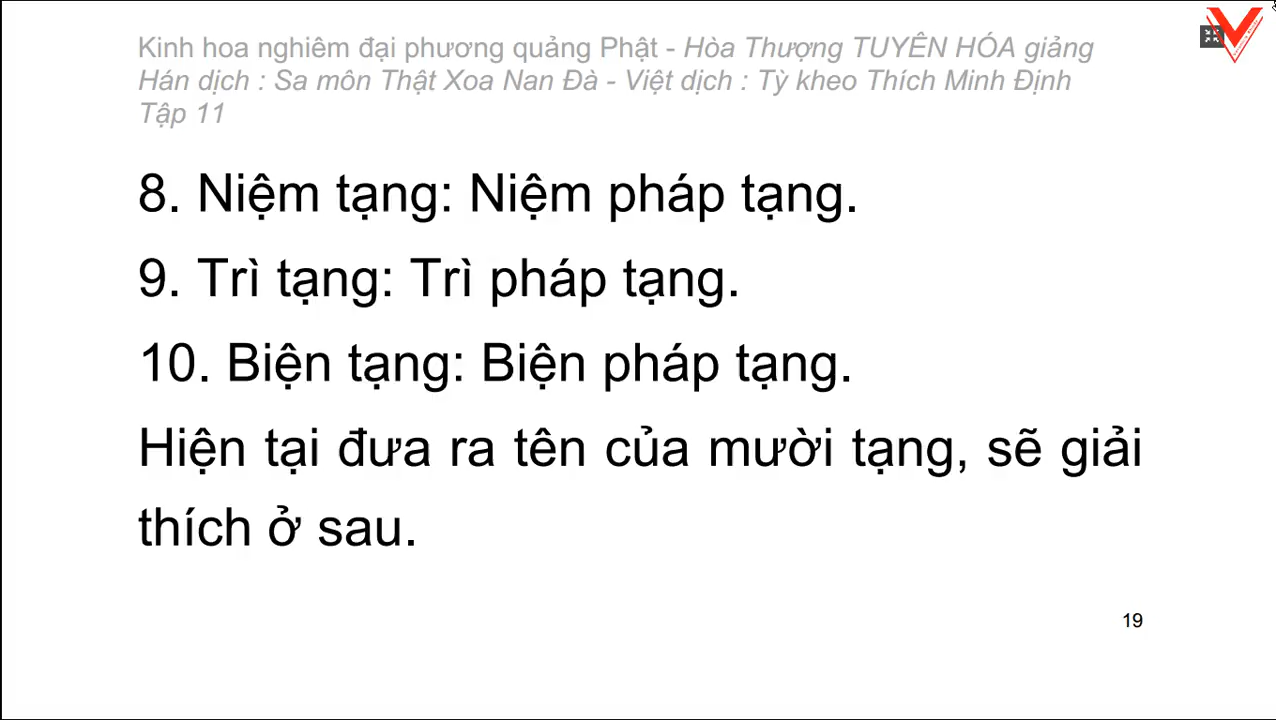 Kinh hoa nghiêm đại phương quảng Phật - Hòa Thượng TUYÊN HÓA giảng
Hán dịch : Sa môn Thật Xoa Nan Đà - Việt dịch : Tỳ kheo Thích Minh Định
Tập 11
8. Niệm tạng: Niệm pháp tạng.
9. Trì tạng: Trì pháp tạng.
10. Biện tạng: Biện pháp tạng.
Hiện tại đưa ra tên của mười tạng, sẽ giải
thích ở sau.
19